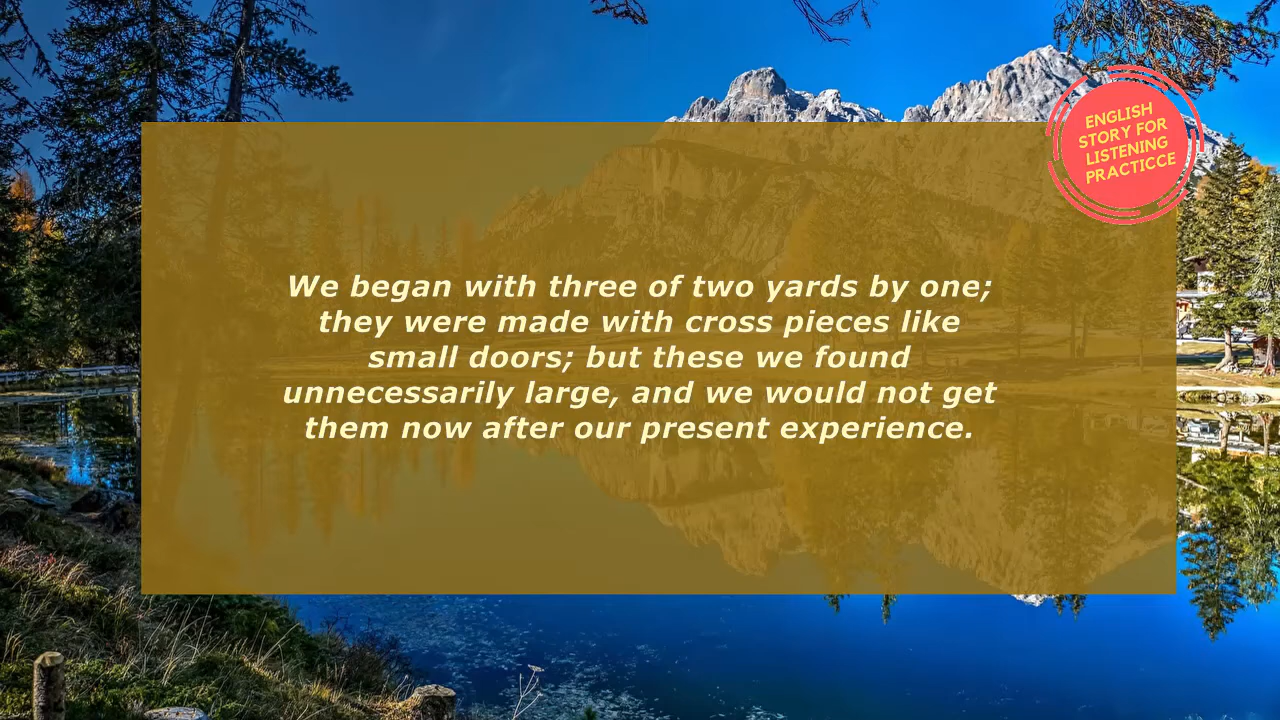 ENGLISH
STORY FOR
LISTENING
PRACTICCE
We began with three of two yards by one;
they were made with cross pieces like
small doors; but these we found
unnecessarily large, and we would not get
them now after our present experience.